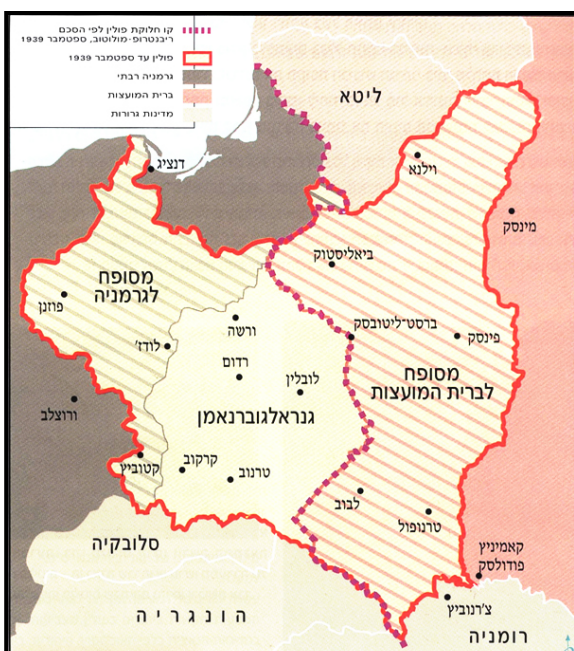 קו חלוקת פולין לפי הסכם
ריבנטרופ-מולוטוב, ספטמבר 1939
פולין עד ספטמבר 1939
גרמניה רבתי
ברית המועצות
מדינות גרורות
ליטא
דנציג
וילנא
מינסק
ביאליסטוק
מסופח
לגרמניה
פוזנן
ורשה
ברסט-ליטובסק
פינסק
לודז'
רדום
לובלין
מסופח
לברית המועצות
ורוצלב
גנראלגוברנאמן
קטוביץ
קרקוב
טרנוב
לבוב
טרנופול
סלובקיה
קאמיניץ
פודולסק
צ'רנוביץ
הונגריה
רומניה